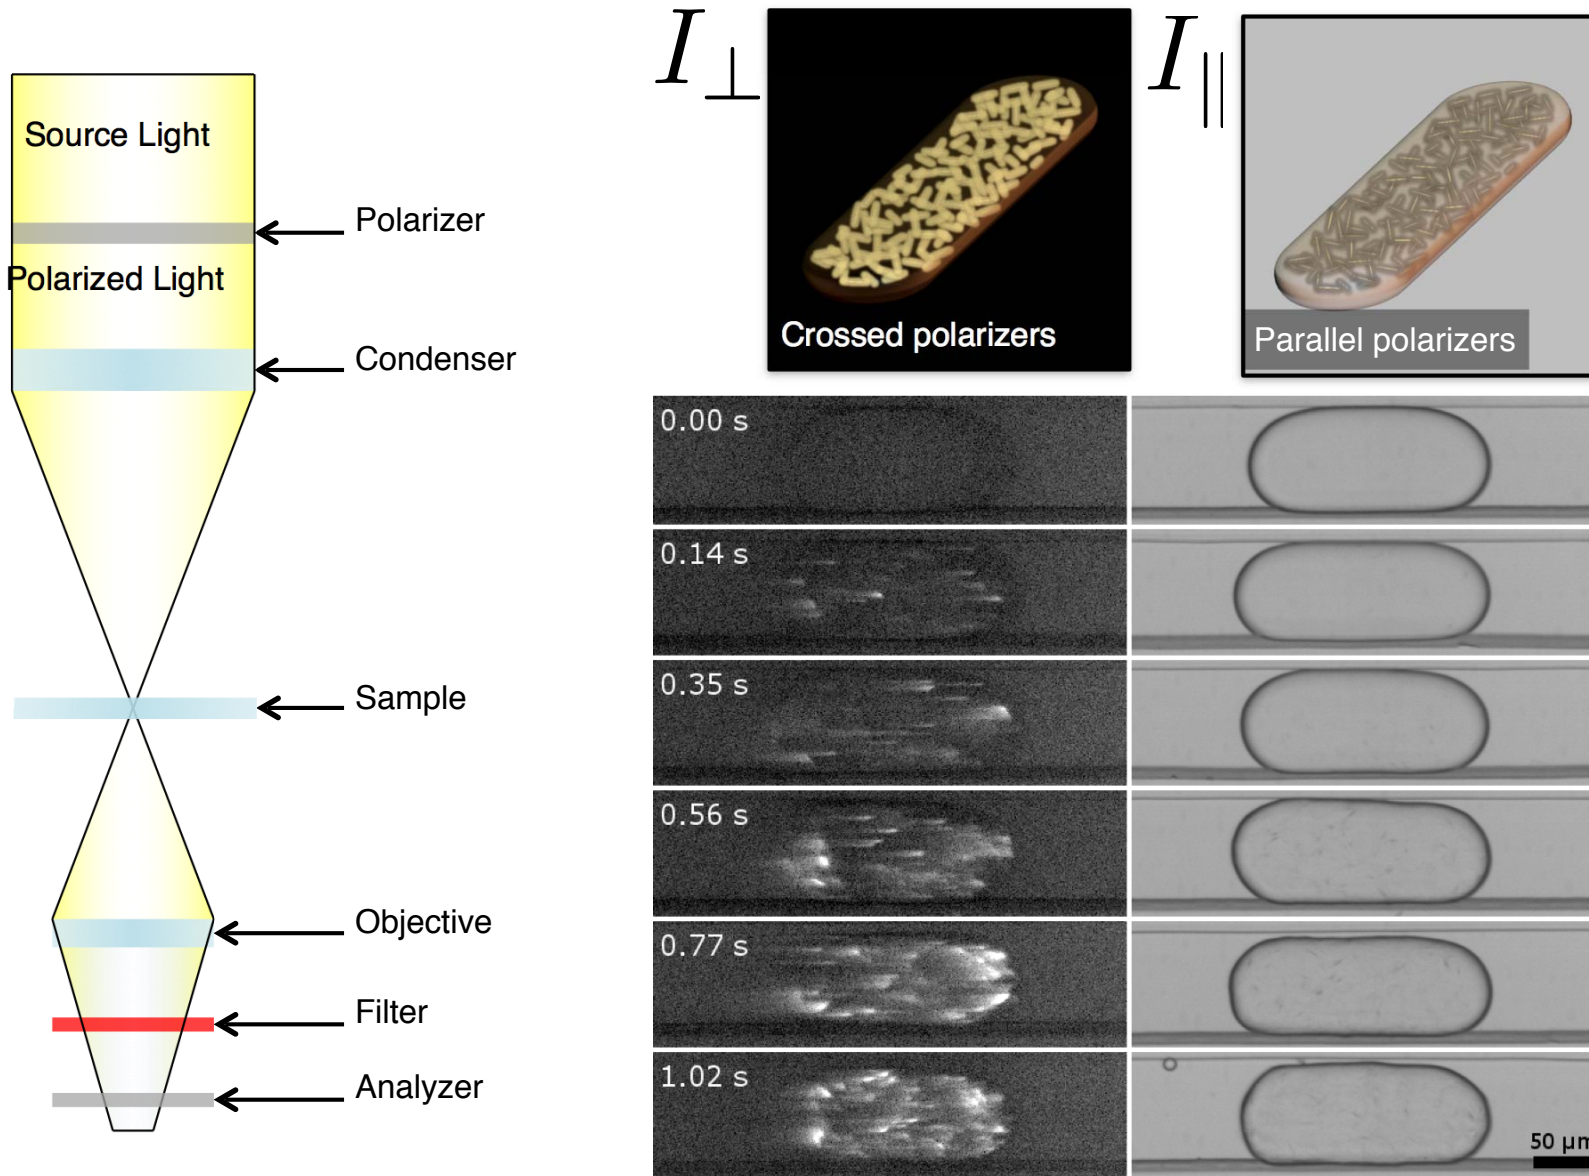 Source Light
Polarizer
Polarized Light
Condenser
Sample
Objective
Filter
Analyzer
I⊥
Crossed polarizers
I||
Parallel polarizers
0.00 s
0.14 s
0.35 s
0.56 s
0.77 s
1.02 s
50 µm